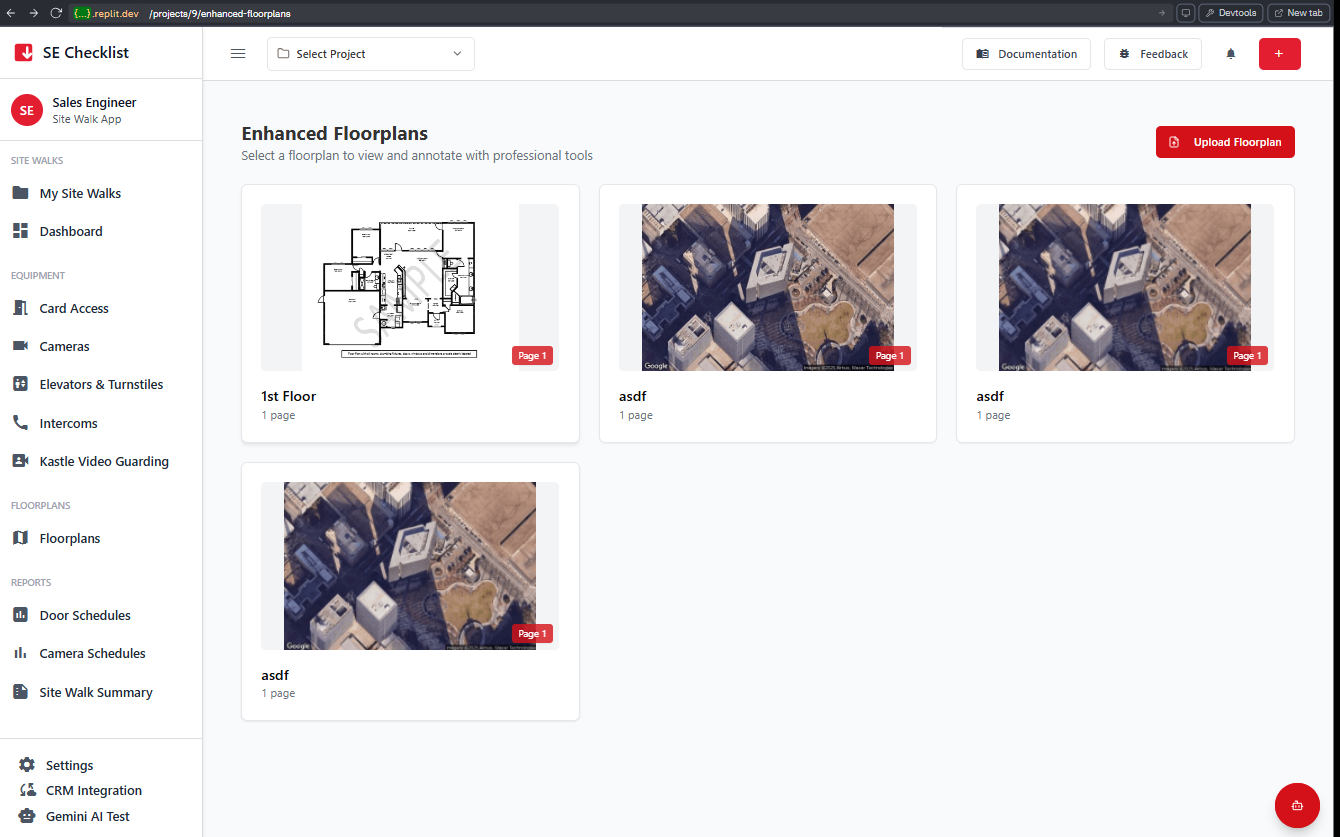 {...}.replit.dev /projects/9/enhanced-floorplans
Devtools
New tab
SE Checklist
Select Project
Documentation
Feedback
+
SE
Sales Engineer
Site Walk App
SITE WALKS
My Site Walks
Dashboard
EQUIPMENT
Card Access
Cameras
Elevators & Turnstiles
Intercoms
Kastle Video Guarding
FLOORPLANS
Floorplans
REPORTS
Door Schedules
Camera Schedules
Site Walk Summary
Settings
CRM Integration
Gemini AI Test
Enhanced Floorplans
Select a floorplan to view and annotate with professional tools
Upload Floorplan
SAMPLE
Page 1
1st Floor
1 page
Google
Page 1
asdf
1 page
Google
Page 1
asdf
1 page
Google
Page 1
asdf
1 page